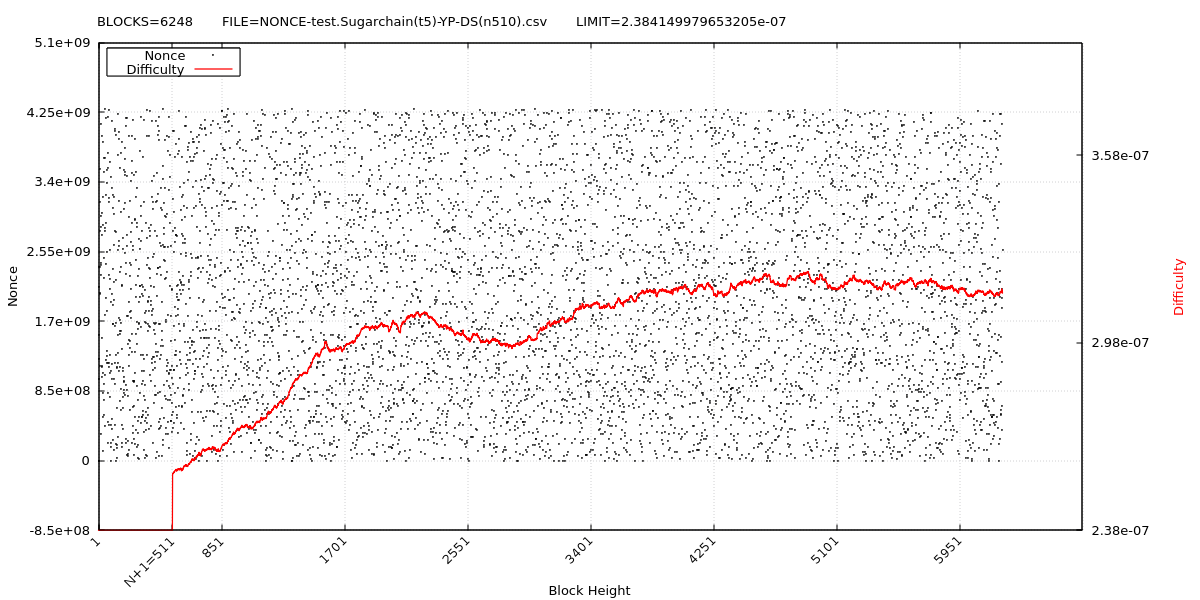 BLOCKS=6248 FILE=NONCE-test.Sugarchain(t5)-YP-DS(n510).csv LIMIT=2.384149979653205e-07
5.1e+09
Nonce
Difficulty
4.25e+09
3.58e-07
3.4e+09
2.55e+09
Nonce
Difficulty
1.7e+09
2.98e-07
8.5e+08
0
-8.5e+08
2.38e-07
1
N+1=511
851
1701
2551
3401
4251
5101
5951
Block Height